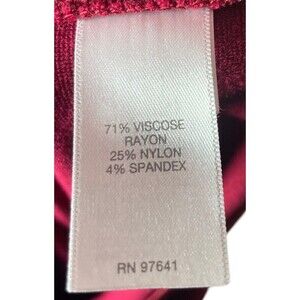 71% VISCOSE
RAYON
25% NYLON
4% SPANDEX
RN 97641